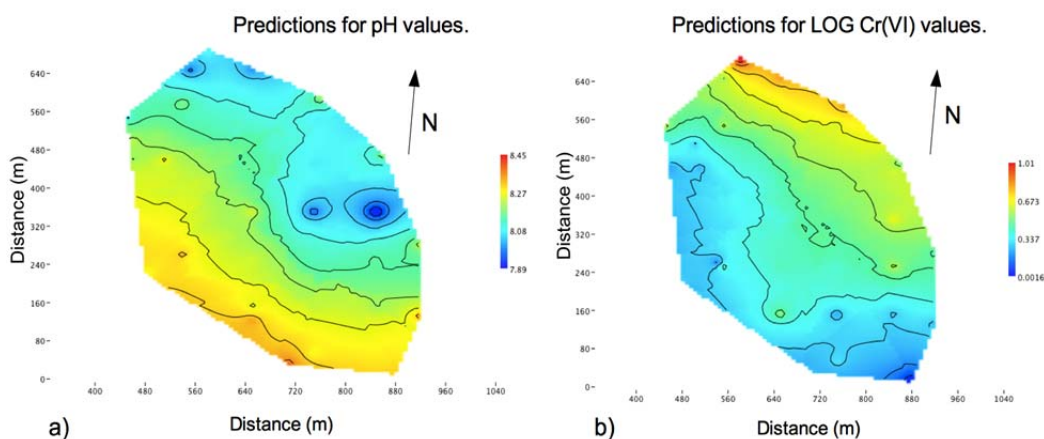 Predictions for pH values.
640
560
480
400
320
240
160
80
0
Distance (m)
N
8.45
8.27
8.08
7.89
400 480 560 640 720 800 880 960 1040
a) Distance (m)
Predictions for LOG Cr(VI) values.
640
560
480
400
320
240
160
80
0
Distance (m)
N
1.01
0.673
0.337
0.0016
400 480 560 640 720 800 880 960 1040
b) Distance (m)